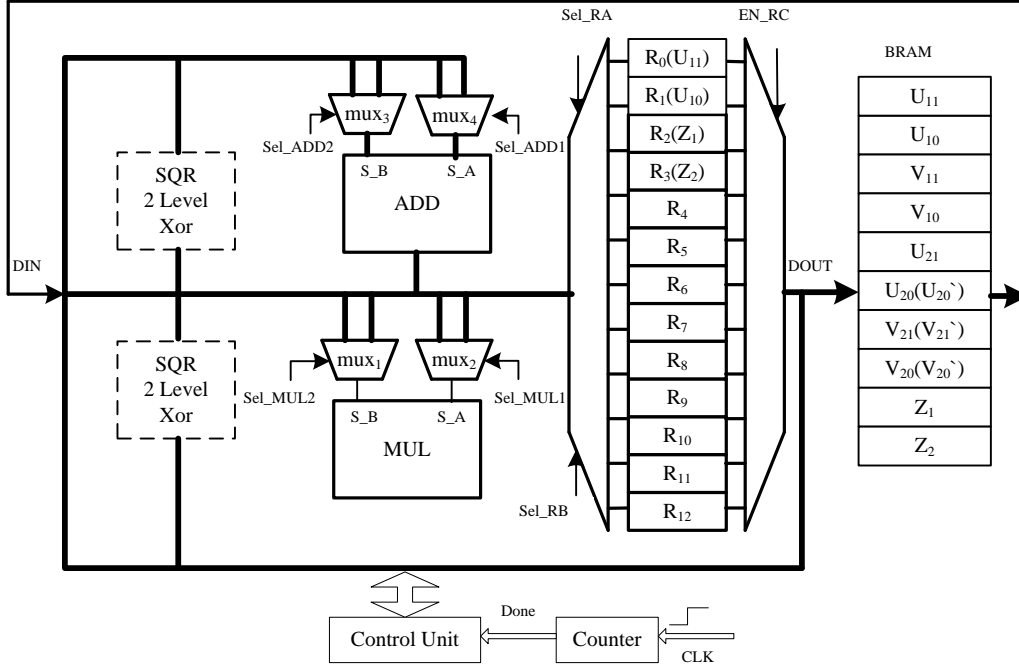 Sel_RA
EN_RC
BRAM
R₀(U₁₁)
R₁(U₁₀)
R₂(Z₁)
R₃(Z₂)
R₄
R₅
R₆
R₇
R₈
R₉
R₁₀
R₁₁
R₁₂
U₁₁
U₁₀
V₁₁
V₁₀
U₂₁
U₂₀(U₂₀`)
V₂₁(V₂₁`)
V₂₀(V₂₀`)
Z₁
Z₂
mux₃
mux₄
Sel_ADD2
Sel_ADD1
S_B
S_A
ADD
SQR
2 Level
Xor
DIN
DOUT
SQR
2 Level
Xor
mux₁
mux₂
Sel_MUL2
Sel_MUL1
S_B
S_A
MUL
Sel_RB
Control Unit
Done
Counter
CLK